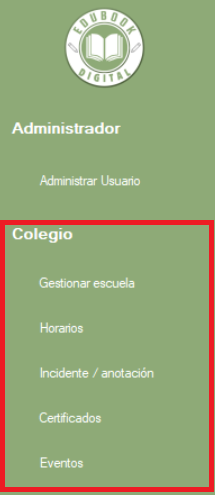 EDUBOOK
DIGITAL
Administrador
Administrar Usuario
Colegio
Gestionar escuela
Horarios
Incidente / anotación
Certificados
Eventos